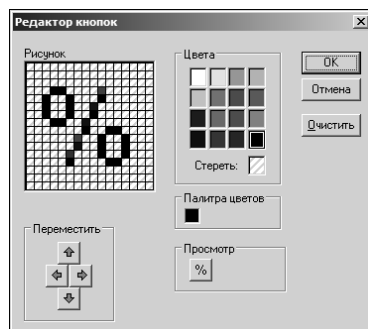 Редактор кнопок
Рисунок
Цвета
OK
Отмена
Очистить
Стереть:
Палитра цветов
Переместить
Просмотр
%